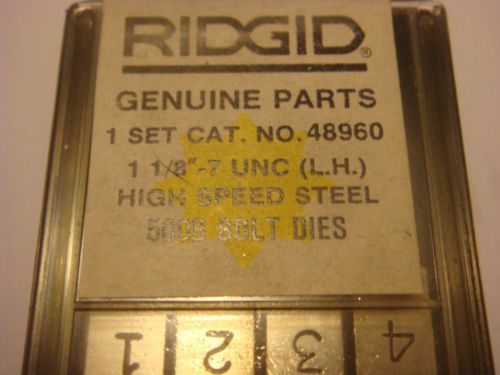 RIDGID®
GENUINE PARTS
1 SET CAT. NO. 48960
1 1/8"-7 UNC (L.H.)
HIGH SPEED STEEL
500B BOLT DIES
1 2 3 4